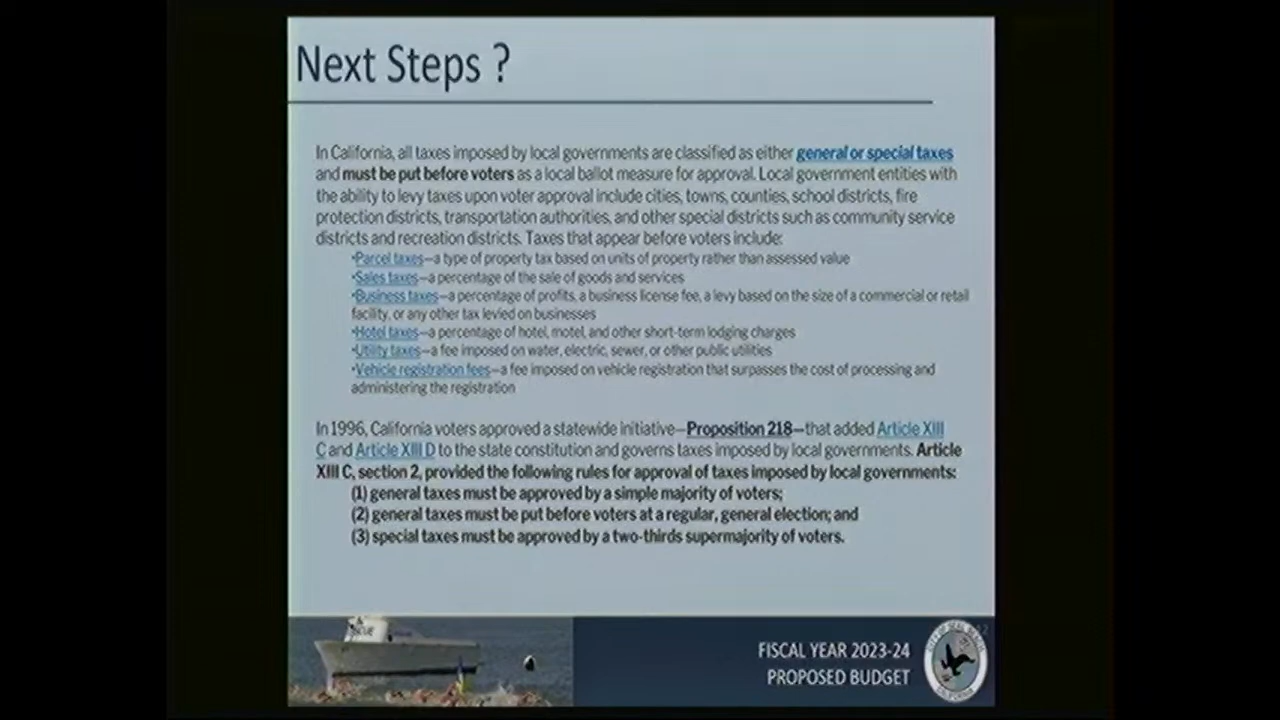 Next Steps ?
In California, all taxes imposed by local governments are classified as either general or special taxes
and must be put before voters as a local ballot measure for approval. Local government entities with
the ability to levy taxes upon voter approval include cities, towns, counties, school districts, fire
protection districts, transportation authorities, and other special districts such as community service
districts and recreation districts. Taxes that appear before voters include:
•Parcel taxes—a type of property tax based on units of property rather than assessed value
•Sales taxes—a percentage of the sale of goods and services
•Business taxes—a percentage of profits, a business license fee, a levy based on the size of a commercial or retail
facility, or any other tax levied on businesses
•Hotel taxes—a percentage of hotel, motel, and other short-term lodging charges
•Utility taxes—a fee imposed on water, electric, sewer, or other public utilities
•Vehicle registration fees—a fee imposed on vehicle registration that surpasses the cost of processing and
administering the registration
In 1996, California voters approved a statewide initiative—Proposition 218—that added Article XIII
C and Article XIII D to the state constitution and governs taxes imposed by local governments. Article
XIII C, section 2, provided the following rules for approval of taxes imposed by local governments:
(1) general taxes must be approved by a simple majority of voters;
(2) general taxes must be put before voters at a regular, general election; and
(3) special taxes must be approved by a two-thirds supermajority of voters.
FISCAL YEAR 2023-24
PROPOSED BUDGET
CITY OF SEAL BEACH
CALIFORNIA